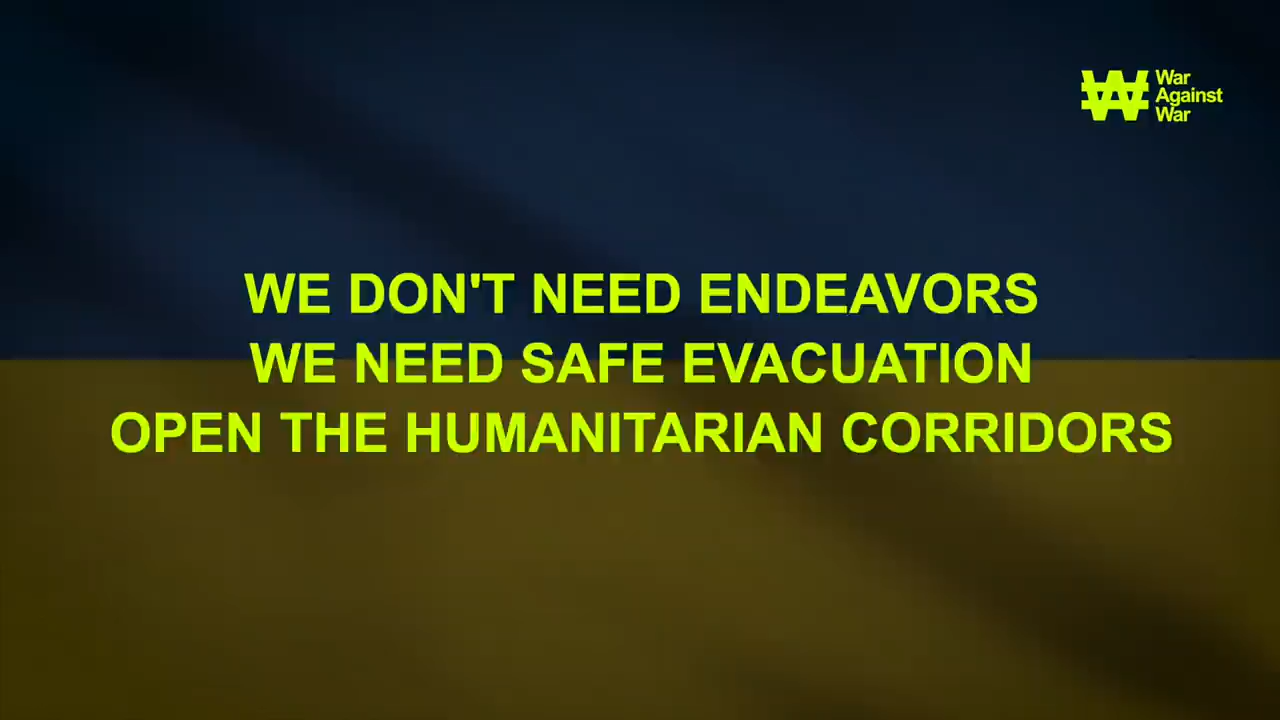 War
Against
War
WE DON'T NEED ENDEAVORS
WE NEED SAFE EVACUATION
OPEN THE HUMANITARIAN CORRIDORS